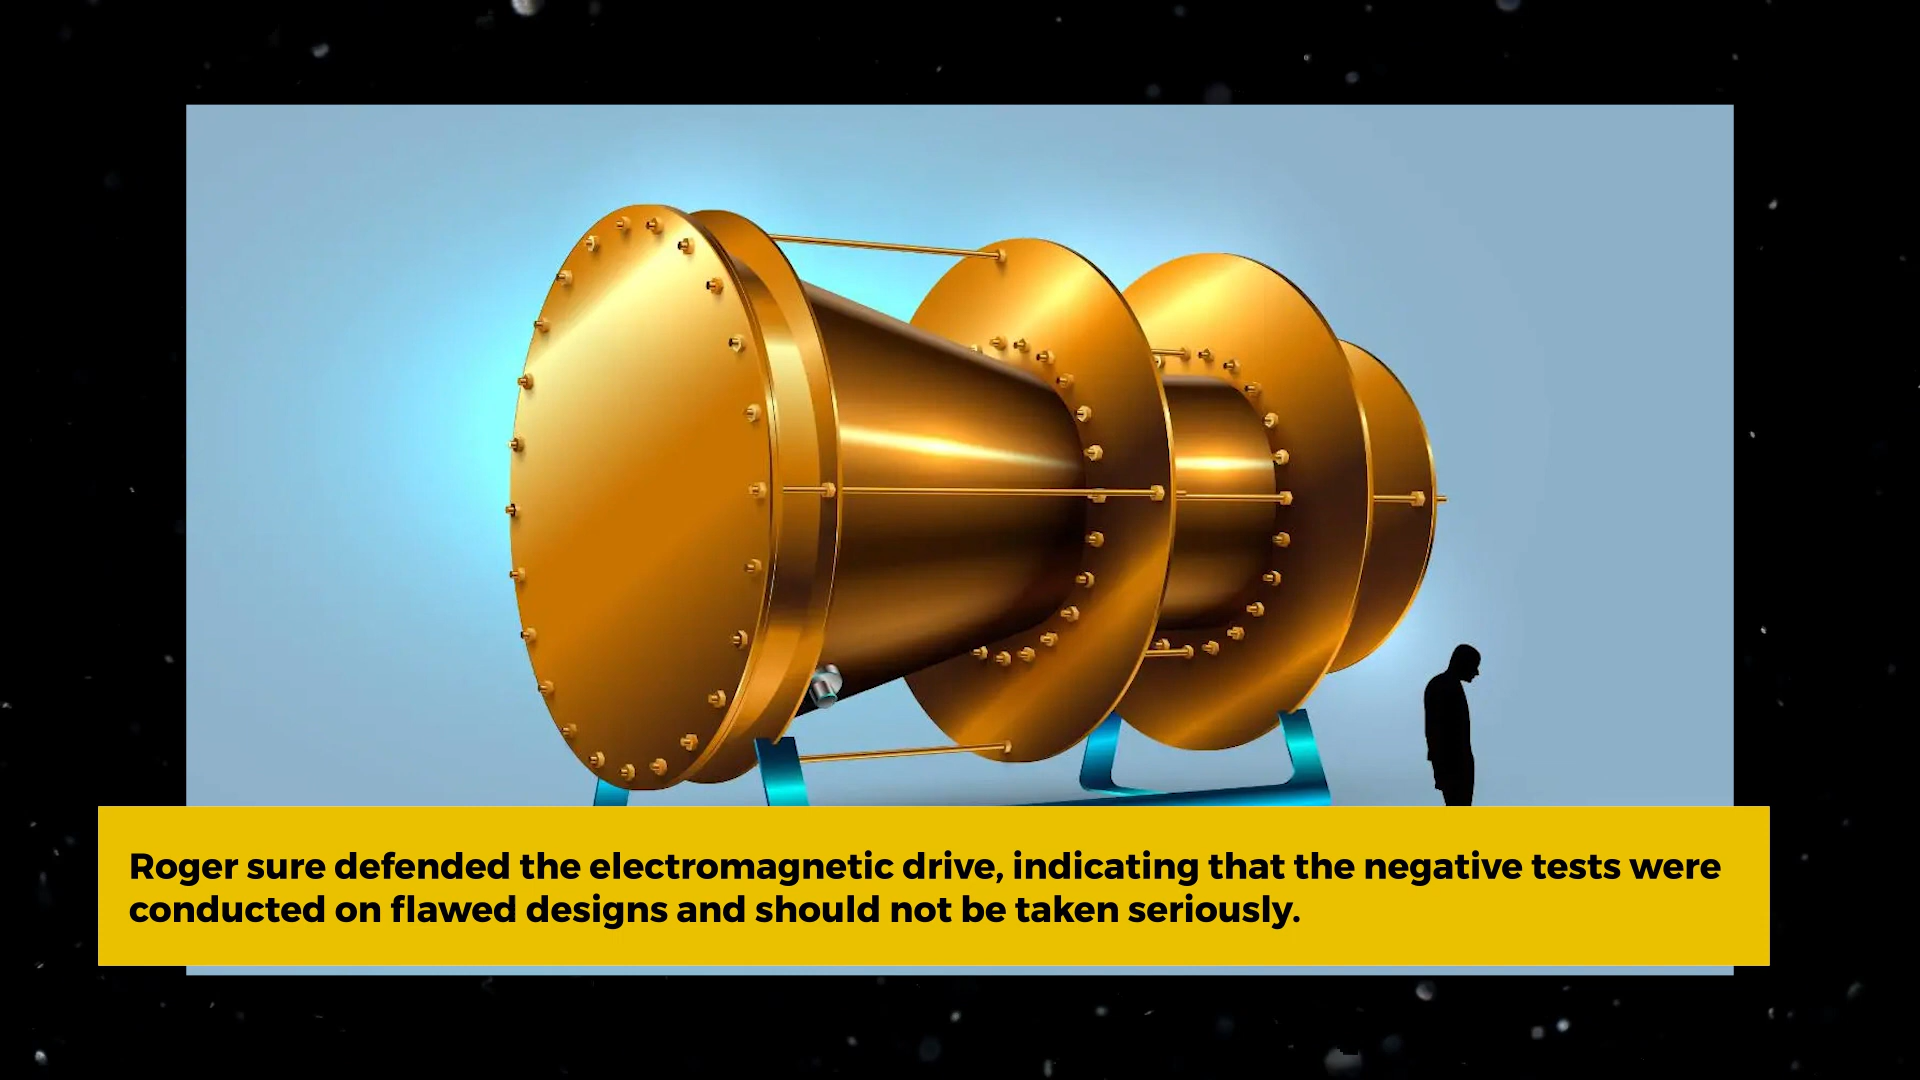 Roger sure defended the electromagnetic drive, indicating that the negative tests were
conducted on flawed designs and should not be taken seriously.